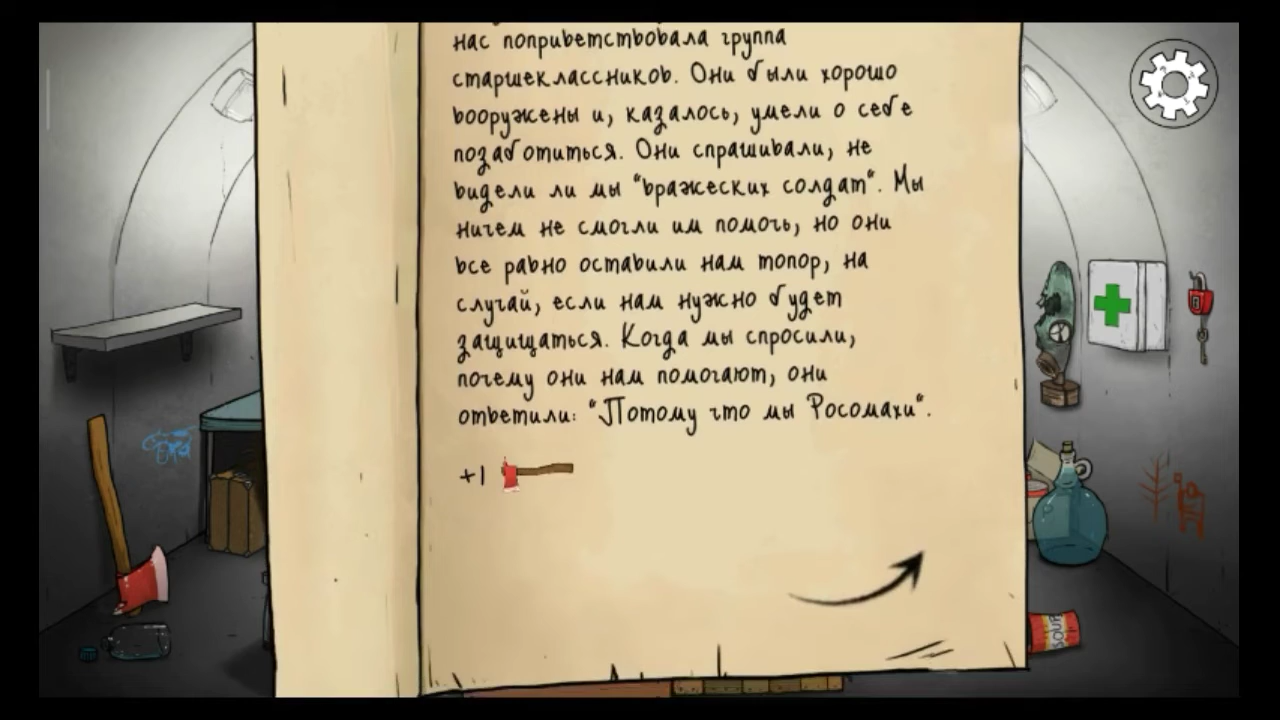 нас поприветствовала группа
старшеклассников. Они были хорошо
вооружены и, казалось, умели о себе
позаботиться. Они спрашивали, не
видели ли мы "вражеских солдат". Мы
ничем не смогли им помочь, но они
все равно оставили нам топор, на
случай, если нам нужно будет
защищаться. Когда мы спросили,
почему они нам помогают, они
ответили: "Потому что мы Росомахи".
+1
SOUP